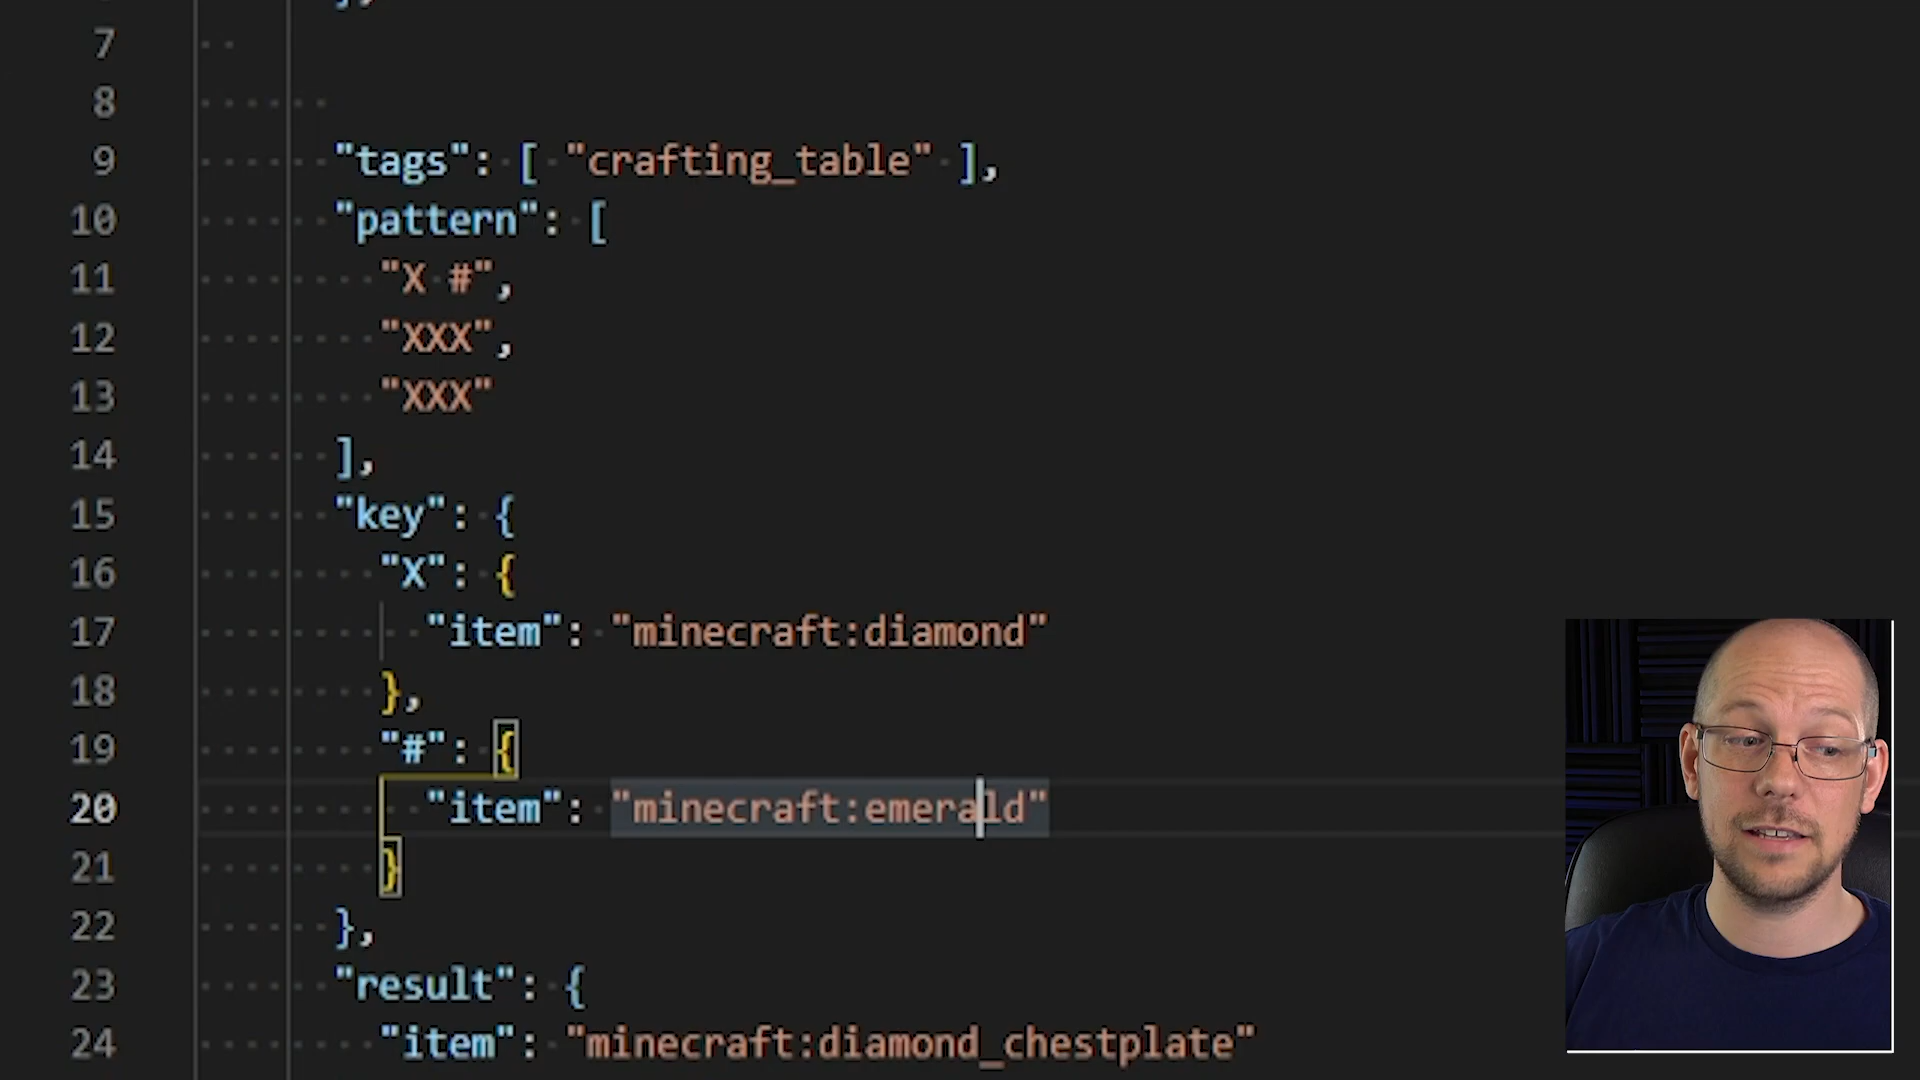 7
8
9 "tags": [ "crafting_table" ],
10 "pattern": [
11 "X #",
12 "XXX",
13 "XXX"
14 ],
15 "key": {
16 "X": {
17 "item": "minecraft:diamond"
18 },
19 "#": {
20 "item": "minecraft:emerald"
21 }
22 },
23 "result": {
24 "item": "minecraft:diamond_chestplate"